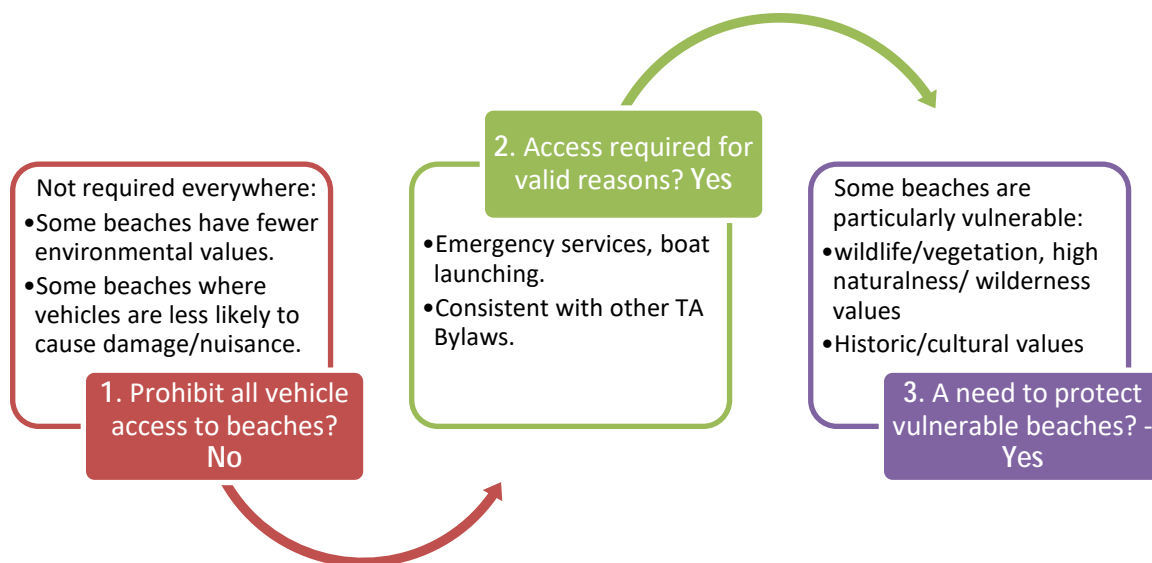 Not required everywhere:
•Some beaches have fewer
environmental values.
•Some beaches where
vehicles are less likely to
cause damage/nuisance.
1. Prohibit all vehicle
access to beaches?
No
2. Access required for
valid reasons? Yes
•Emergency services, boat
launching.
•Consistent with other TA
Bylaws.
Some beaches are
particularly vulnerable:
•wildlife/vegetation, high
naturalness/ wilderness
values
•Historic/cultural values
3. A need to protect
vulnerable beaches? -
Yes